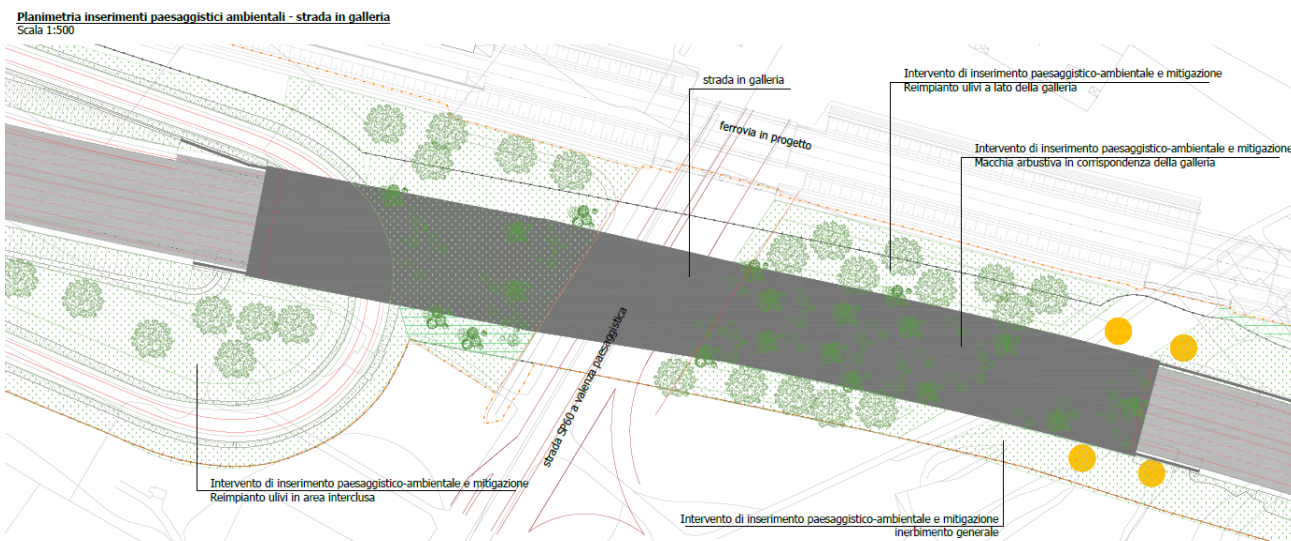 Planimetria inserimenti paesaggistici ambientali - strada in galleria
Scala 1:500
strada in galleria
Intervento di inserimento paesaggistico-ambientale e mitigazione
Reimpianto ulivi a lato della galleria
ferrovia in progetto
Intervento di inserimento paesaggistico-ambientale e mitigazione
Macchia arbustiva in corrispondenza della galleria
strada SP60 a valenza paesaggistica
Intervento di inserimento paesaggistico-ambientale e mitigazione
Reimpianto ulivi in area interclusa
Intervento di inserimento paesaggistico-ambientale e mitigazione
inerbimento generale